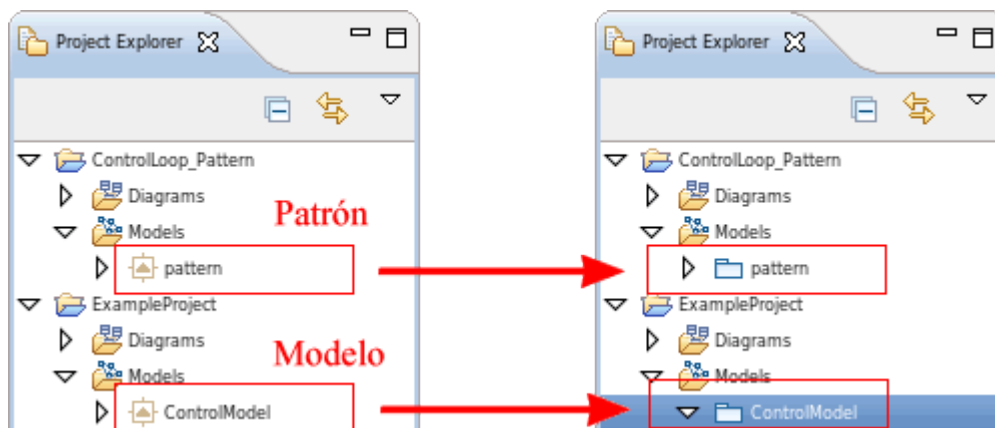 Project Explorer
ControlLoop_Pattern
Diagrams
Models
pattern
ExampleProject
Diagrams
Models
ControlModel
Patrón
Modelo
Project Explorer
ControlLoop_Pattern
Diagrams
Models
pattern
ExampleProject
Diagrams
Models
ControlModel